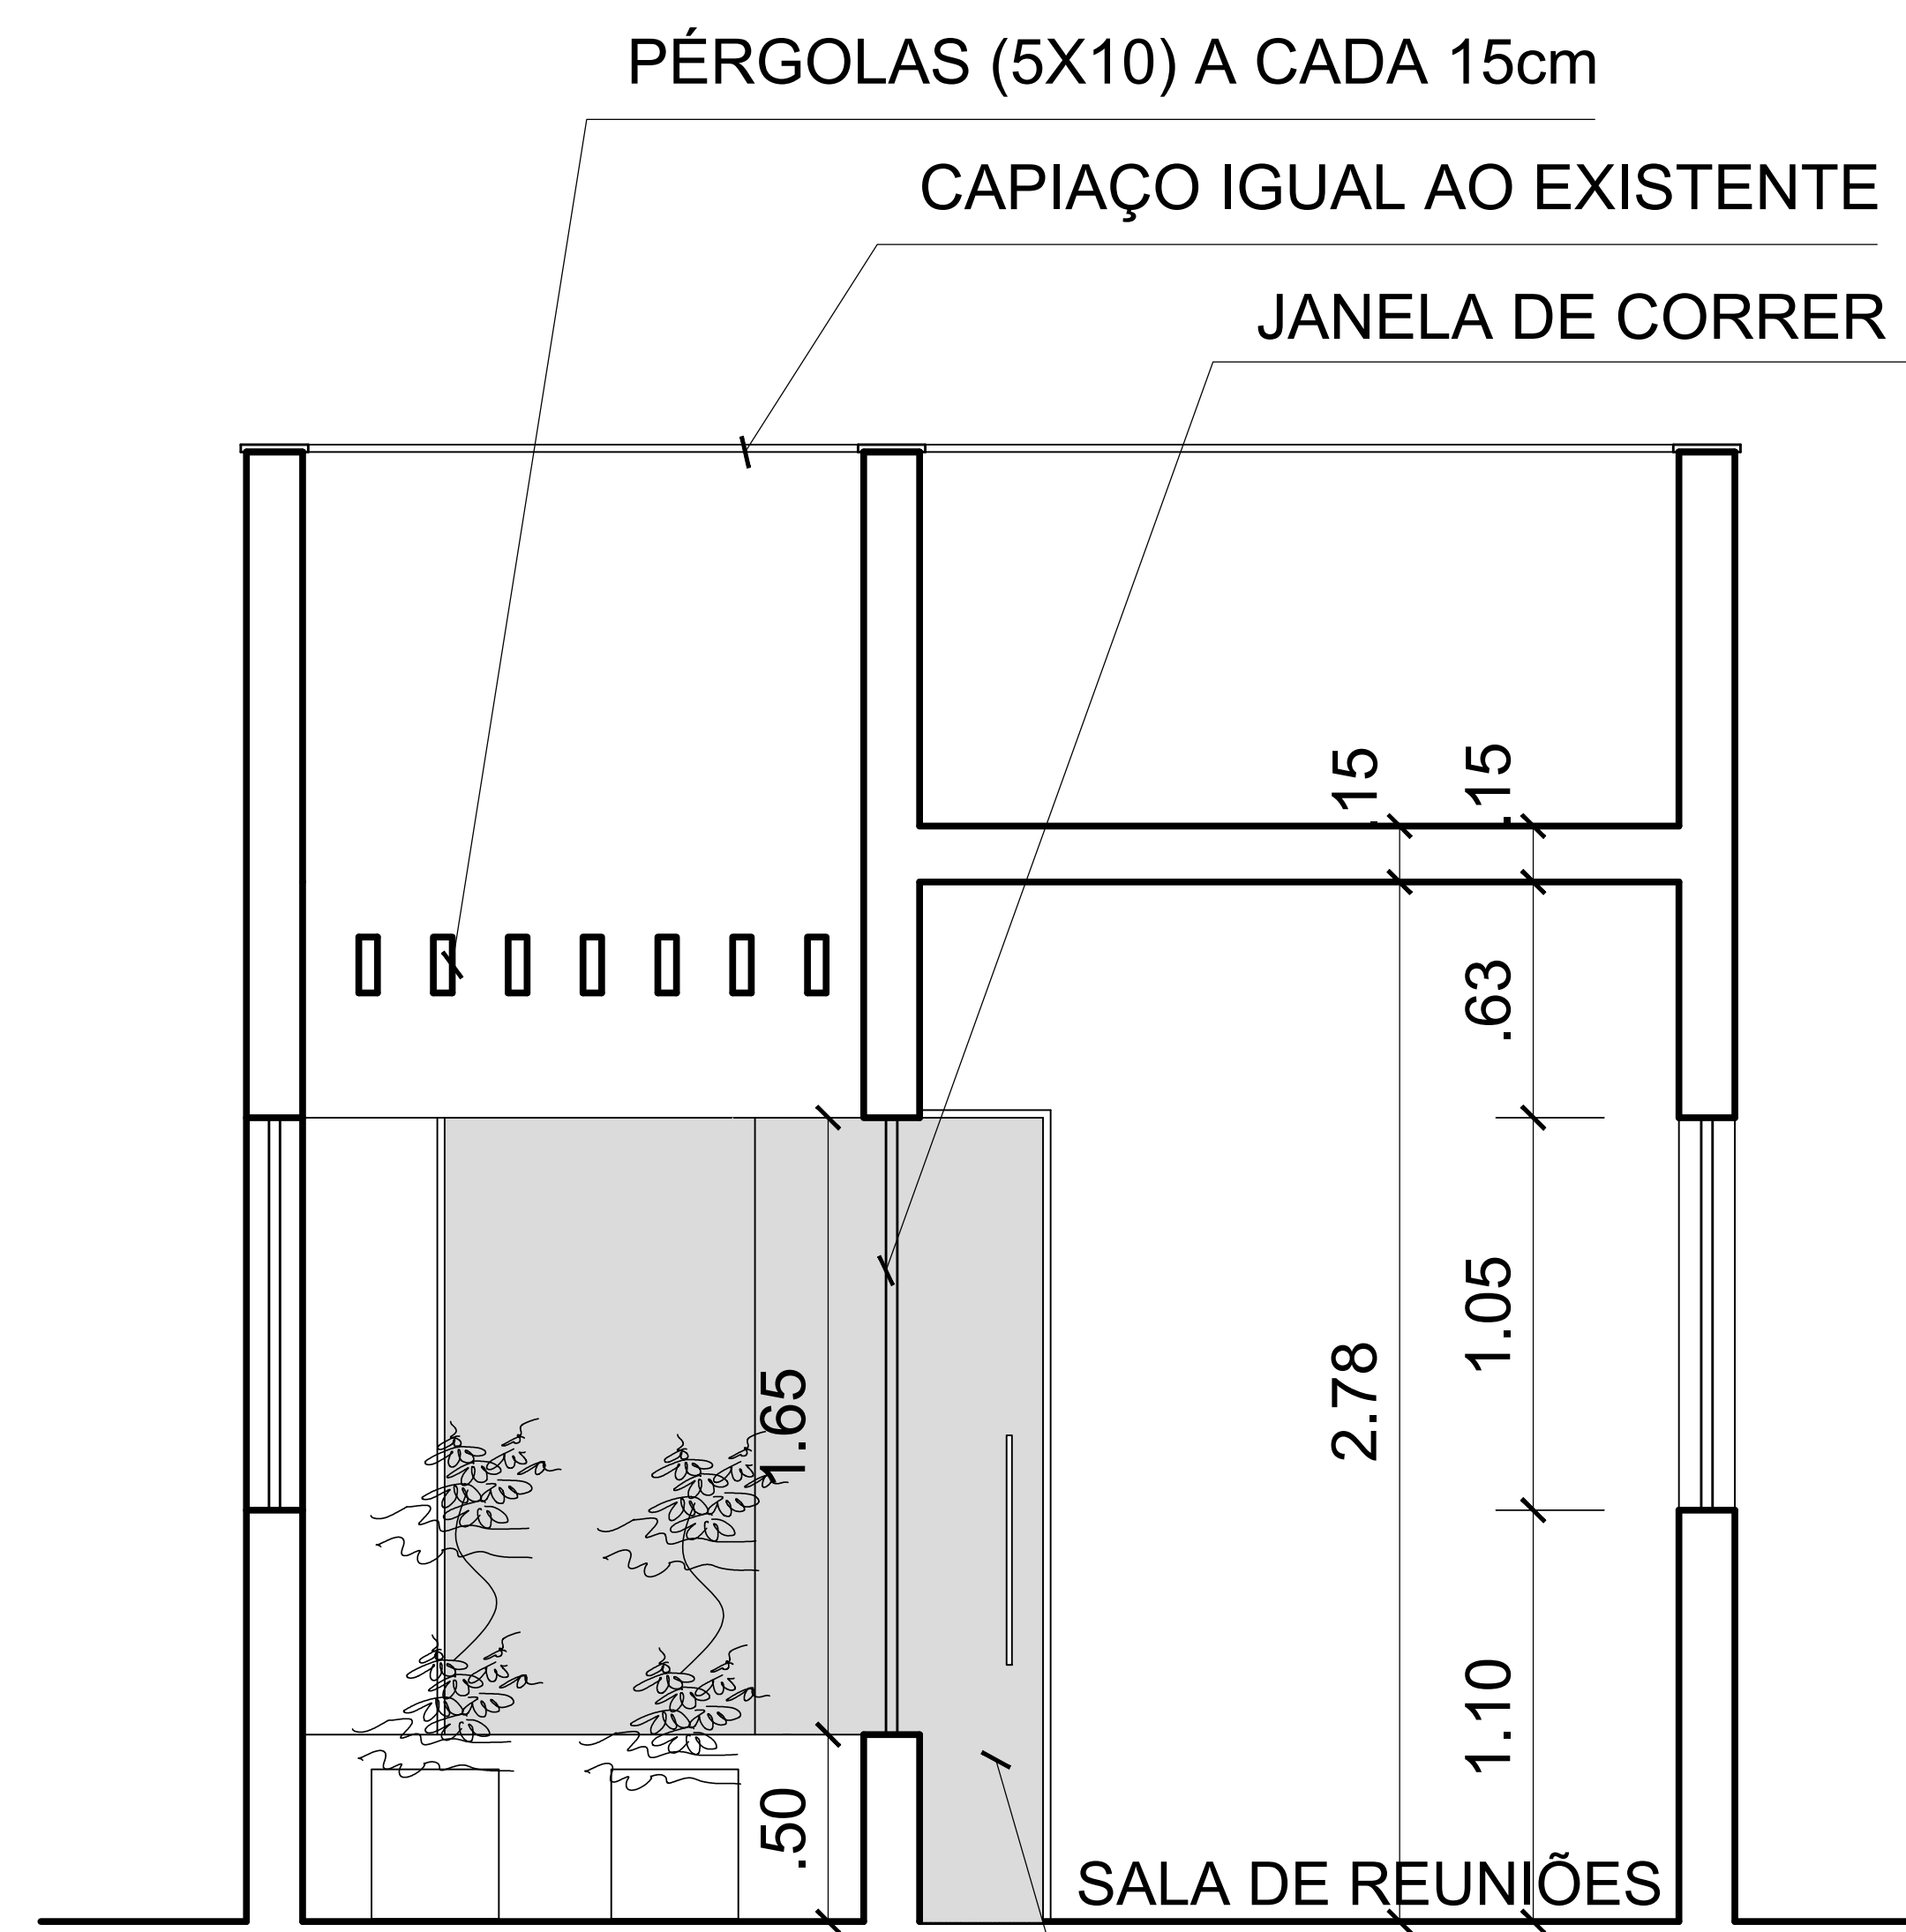 PÉRGOLAS (5X10) A CADA 15cm
CAPIAÇO IGUAL AO EXISTENTE
JANELA DE CORRER
.15
.15
.63
1.05
2.78
1.65
1.10
.50
SALA DE REUNIÕES